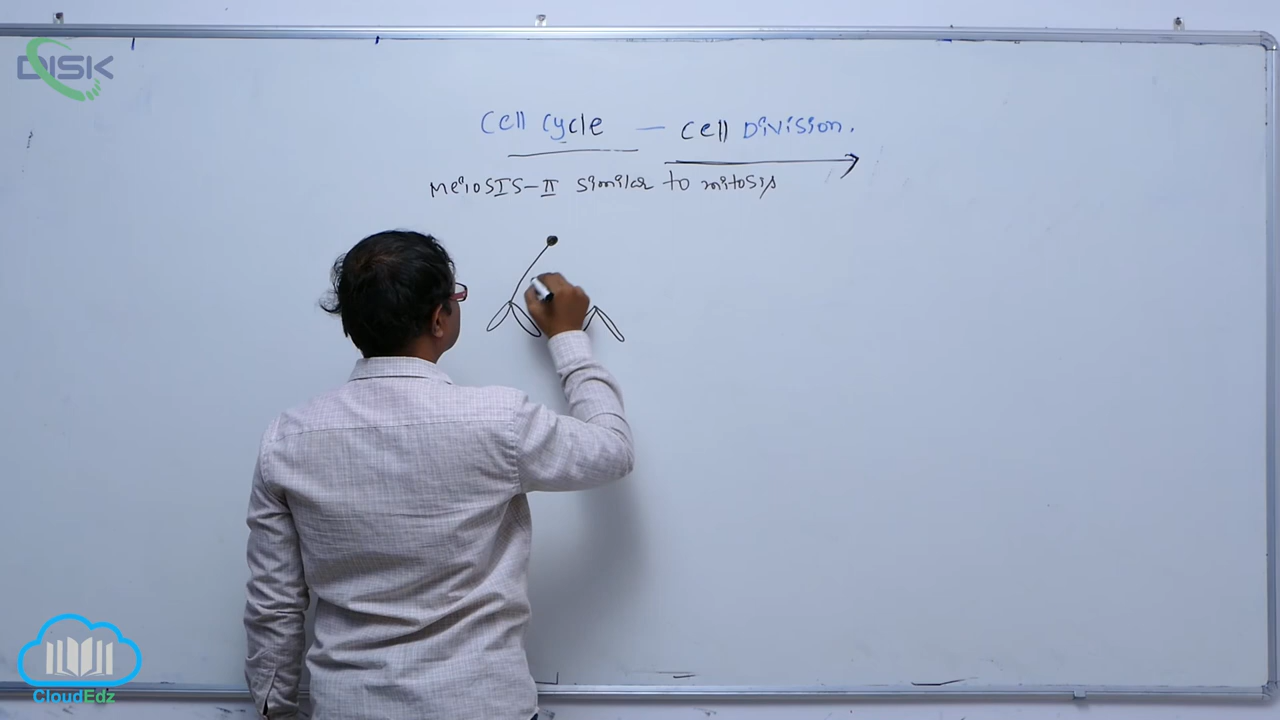 DISK
Cell Cycle — Cell Division.
MeiosIS-II similar to mitosis
CloudEdz